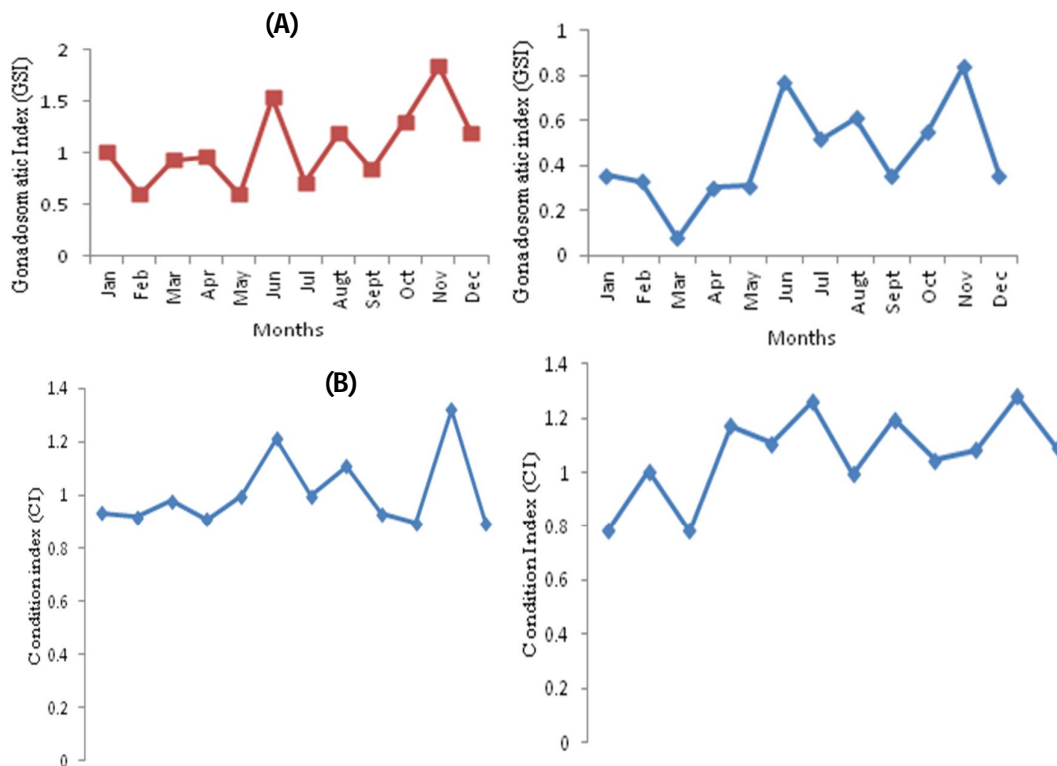 (A)
Gonadosomatic Index (GSI)
2
1.5
1
0.5
0
Jan
Feb
Mar
Apr
May
Jun
Jul
Augt
Sept
Oct
Nov
Dec
Months
Gonadosomatic index (GSI)
1
0.8
0.6
0.4
0.2
0
Jan
Feb
Mar
Apr
May
Jun
Jul
Augt
Sept
Oct
Nov
Dec
Months
(B)
Condition index (CI)
1.4
1.2
1
0.8
0.6
0.4
0.2
0
Condition Index (CI)
1.4
1.2
1
0.8
0.6
0.4
0.2
0